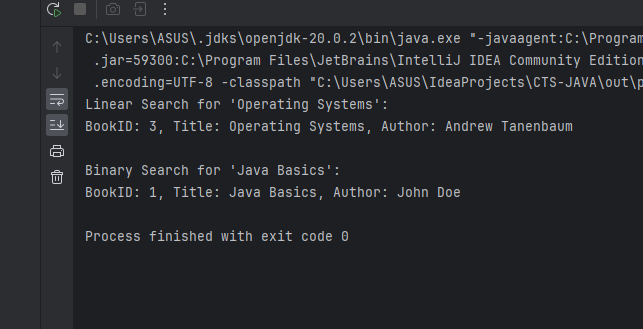 C:\Users\ASUS\.jdks\openjdk-20.0.2\bin\java.exe "-javaagent:C:\Program
.jar=59300:C:\Program Files\JetBrains\IntelliJ IDEA Community Edition
.encoding=UTF-8 -classpath "C:\Users\ASUS\IdeaProjects\CTS-JAVA\out\p
Linear Search for 'Operating Systems':
BookID: 3, Title: Operating Systems, Author: Andrew Tanenbaum
Binary Search for 'Java Basics':
BookID: 1, Title: Java Basics, Author: John Doe
Process finished with exit code 0